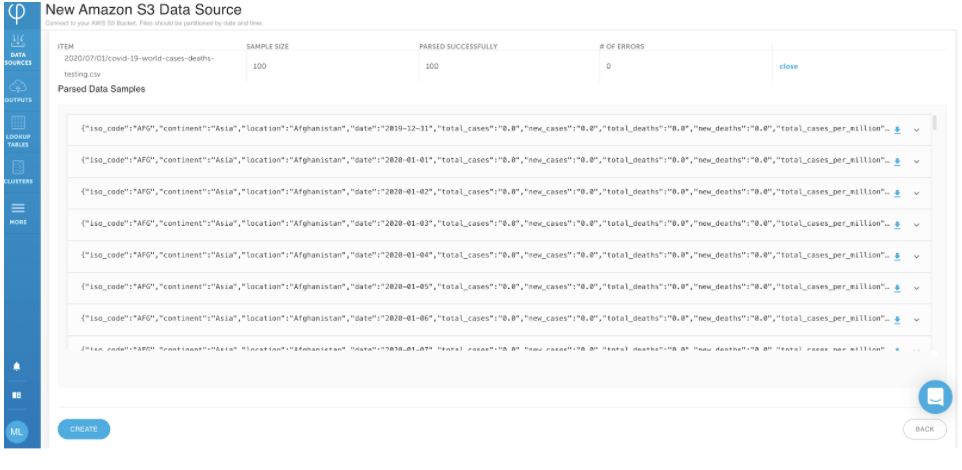 New Amazon S3 Data Source
Connect to your AWS S3 Bucket. Files should be partitioned by date and time.
DATA
SOURCES
OUTPUTS
LOOKUP
TABLES
CLUSTERS
MORE
ML
ITEM SAMPLE SIZE PARSED SUCCESSFULLY # OF ERRORS
2020/07/01/covid-19-world-cases-deaths-
testing.csv
100 100 0 close
Parsed Data Samples
{"iso_code":"AFG","continent":"Asia","location":"Afghanistan","date":"2019-12-31","total_cases":"0.0","new_cases":"0.0","total_deaths":"0.0","new_deaths":"0.0","total_cases_per_million"…
{"iso_code":"AFG","continent":"Asia","location":"Afghanistan","date":"2020-01-01","total_cases":"0.0","new_cases":"0.0","total_deaths":"0.0","new_deaths":"0.0","total_cases_per_million"…
{"iso_code":"AFG","continent":"Asia","location":"Afghanistan","date":"2020-01-02","total_cases":"0.0","new_cases":"0.0","total_deaths":"0.0","new_deaths":"0.0","total_cases_per_million"…
{"iso_code":"AFG","continent":"Asia","location":"Afghanistan","date":"2020-01-03","total_cases":"0.0","new_cases":"0.0","total_deaths":"0.0","new_deaths":"0.0","total_cases_per_million"…
{"iso_code":"AFG","continent":"Asia","location":"Afghanistan","date":"2020-01-04","total_cases":"0.0","new_cases":"0.0","total_deaths":"0.0","new_deaths":"0.0","total_cases_per_million"…
{"iso_code":"AFG","continent":"Asia","location":"Afghanistan","date":"2020-01-05","total_cases":"0.0","new_cases":"0.0","total_deaths":"0.0","new_deaths":"0.0","total_cases_per_million"…
{"iso_code":"AFG","continent":"Asia","location":"Afghanistan","date":"2020-01-06","total_cases":"0.0","new_cases":"0.0","total_deaths":"0.0","new_deaths":"0.0","total_cases_per_million"…
{"iso_code":"AFG","continent":"Asia","location":"Afghanistan","date":"2020-01-07","total_cases":"0.0","new_cases":"0.0","total_deaths":"0.0","new_deaths":"0.0","total_cases_per_million"…
CREATE BACK